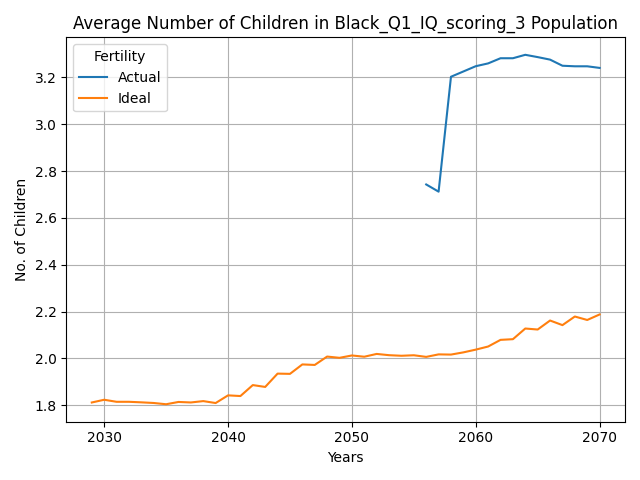 Average Number of Children in Black_Q1_IQ_scoring_3 Population
Fertility
Actual
Ideal
No. of Children
3.2
3.0
2.8
2.6
2.4
2.2
2.0
1.8
2030 2040 2050 2060 2070
Years